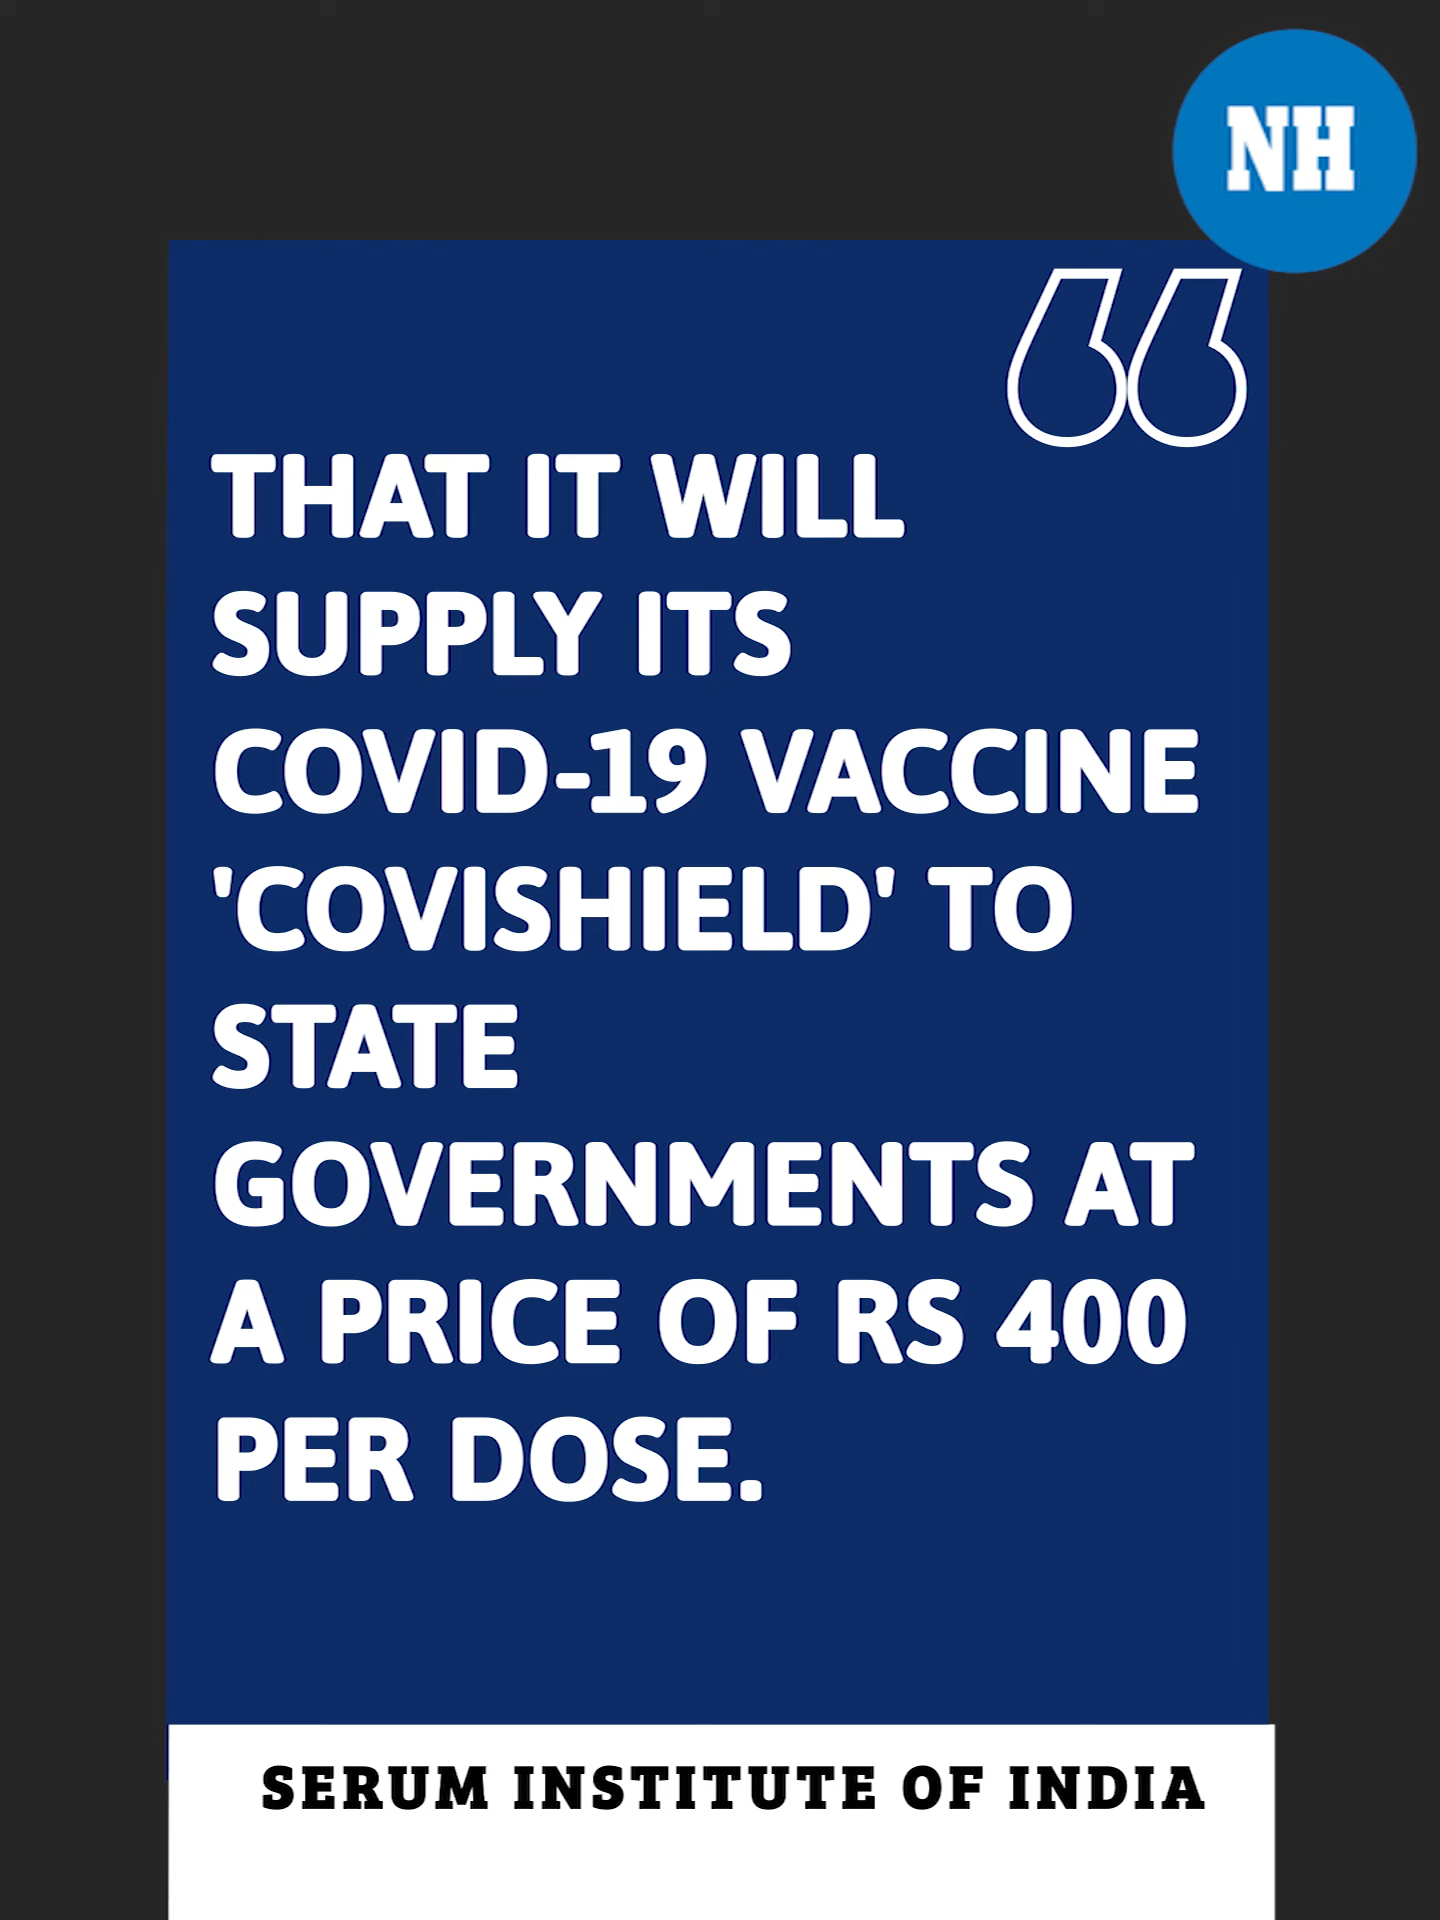 NH
“
THAT IT WILL
SUPPLY ITS
COVID-19 VACCINE
'COVISHIELD' TO
STATE
GOVERNMENTS AT
A PRICE OF RS 400
PER DOSE.
SERUM INSTITUTE OF INDIA